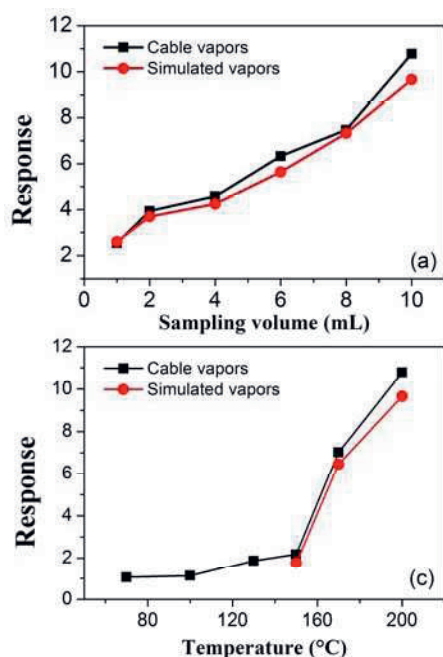 12
Cable vapors
10
Simulated vapors
8
Response
6
4
2
(a)
0 2 4 6 8 10
Sampling volume (mL)
12
Cable vapors
10
Simulated vapors
8
Response
6
4
2
(c)
0
80 120 160 200
Temperature (°C)